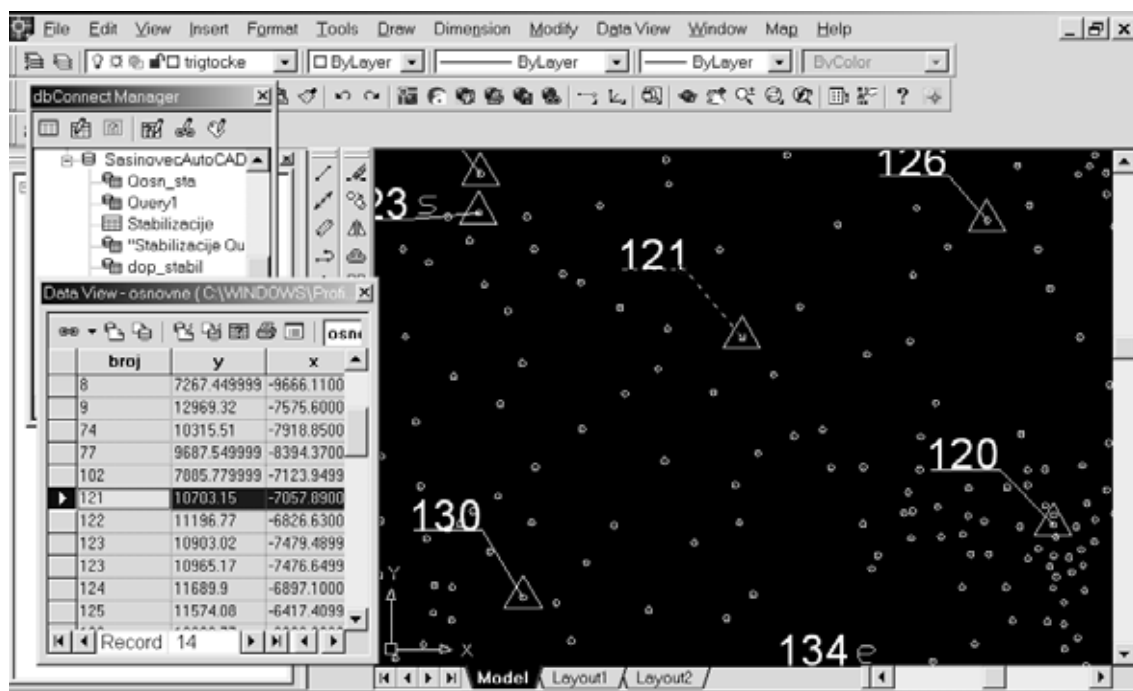 File Edit View Insert Format Tools Draw Dimension Modify Data View Window Map Help
trigtocke ByLayer ByLayer ByLayer ByColor
dbConnect Manager
SasinovecAutoCAD
Qosn_sta
Query1
Stabilizacije
"Stabilizacije Qu
dop_stabil
Data View - osnovne ( C:\WINDOWS\Profi
broj y x
8 7267.449999 -9666.1100
9 12969.32 -7575.6000
74 10315.51 -7918.8500
77 9687.549999 -8394.3700
102 7885.779999 -7123.9499
121 10703.15 -7057.8900
122 11196.77 -6826.6300
123 10903.02 -7479.4899
123 10965.17 -7476.6499
124 11689.9 -6897.1000
125 11574.08 -6417.4099
Record 14
126
23 s
121
120
130
134 e
Y
X
Model Layout1 Layout2